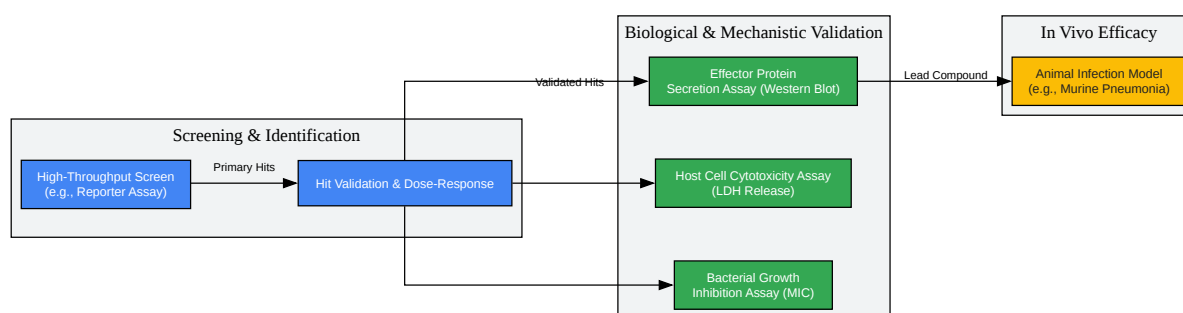 Screening & Identification
High-Throughput Screen
(e.g., Reporter Assay)
Primary Hits
Hit Validation & Dose-Response
Validated Hits
Biological & Mechanistic Validation
Effector Protein
Secretion Assay (Western Blot)
Host Cell Cytotoxicity Assay
(LDH Release)
Bacterial Growth
Inhibition Assay (MIC)
Lead Compound
In Vivo Efficacy
Animal Infection Model
(e.g., Murine Pneumonia)